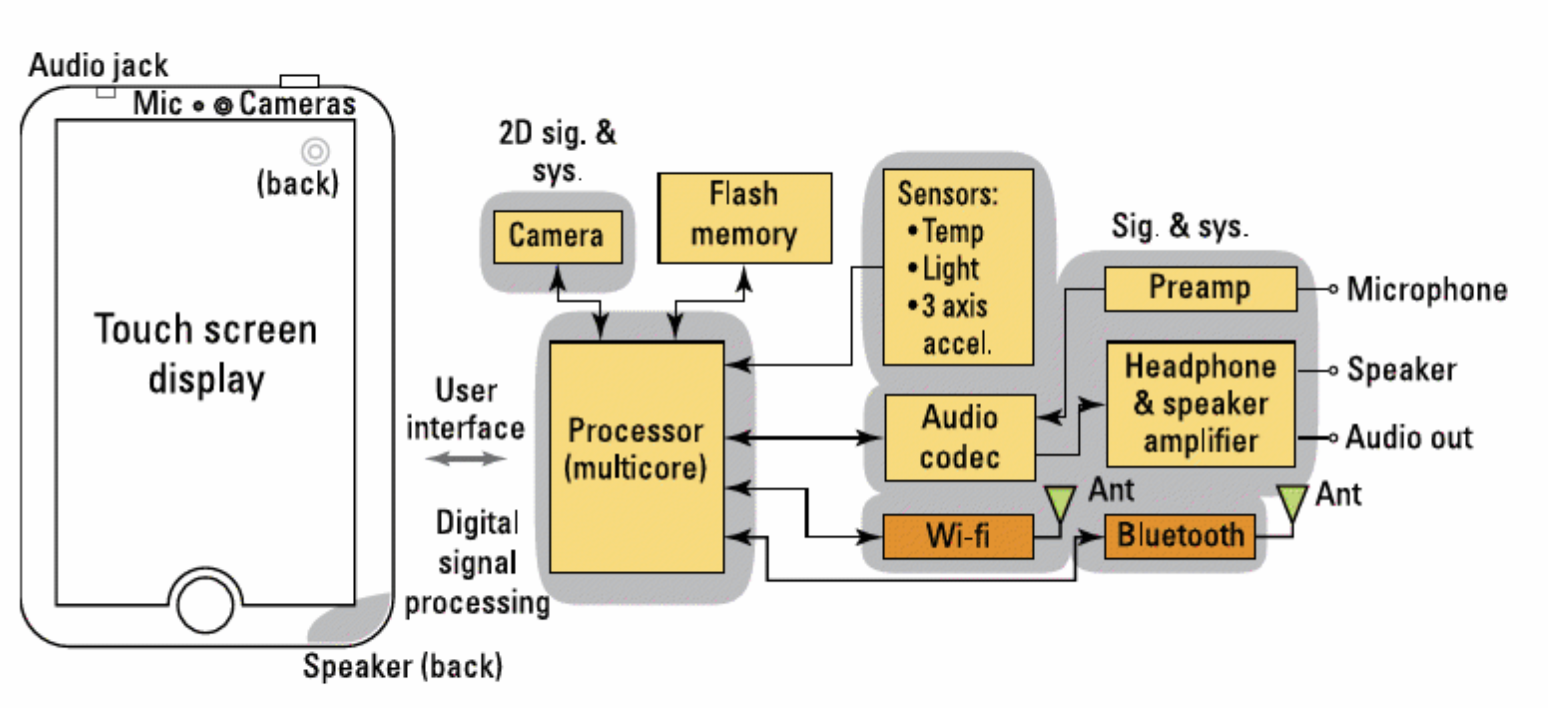 Audio jack
Mic
Cameras
(back)
Touch screen
display
Speaker (back)
User
interface
Digital
signal
processing
2D sig. &
sys.
Camera
Flash
memory
Processor
(multicore)
Sensors:
•Temp
•Light
•3 axis
accel.
Audio
codec
Wi-fi
Ant
Sig. & sys.
Preamp
Microphone
Headphone
& speaker
amplifier
Speaker
Audio out
Bluetooth
Ant